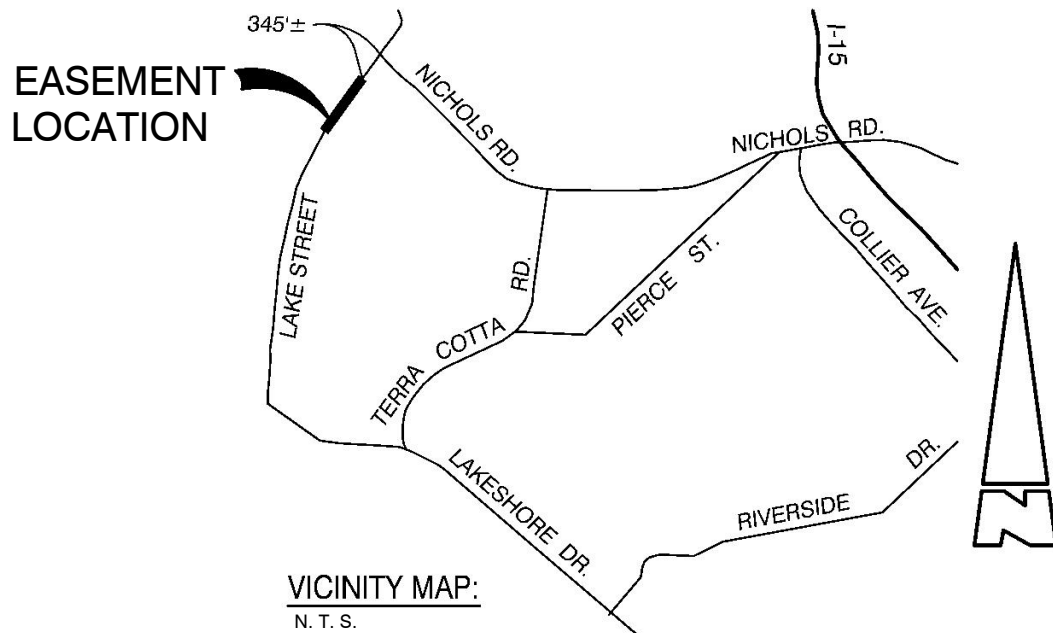 345'±
EASEMENT
LOCATION
NICHOLS RD.
I-15
NICHOLS RD.
LAKE STREET
PIERCE ST.
COLLIER AVE.
TERRA COTTA RD.
LAKESHORE DR.
RIVERSIDE DR.
N
VICINITY MAP:
N. T. S.